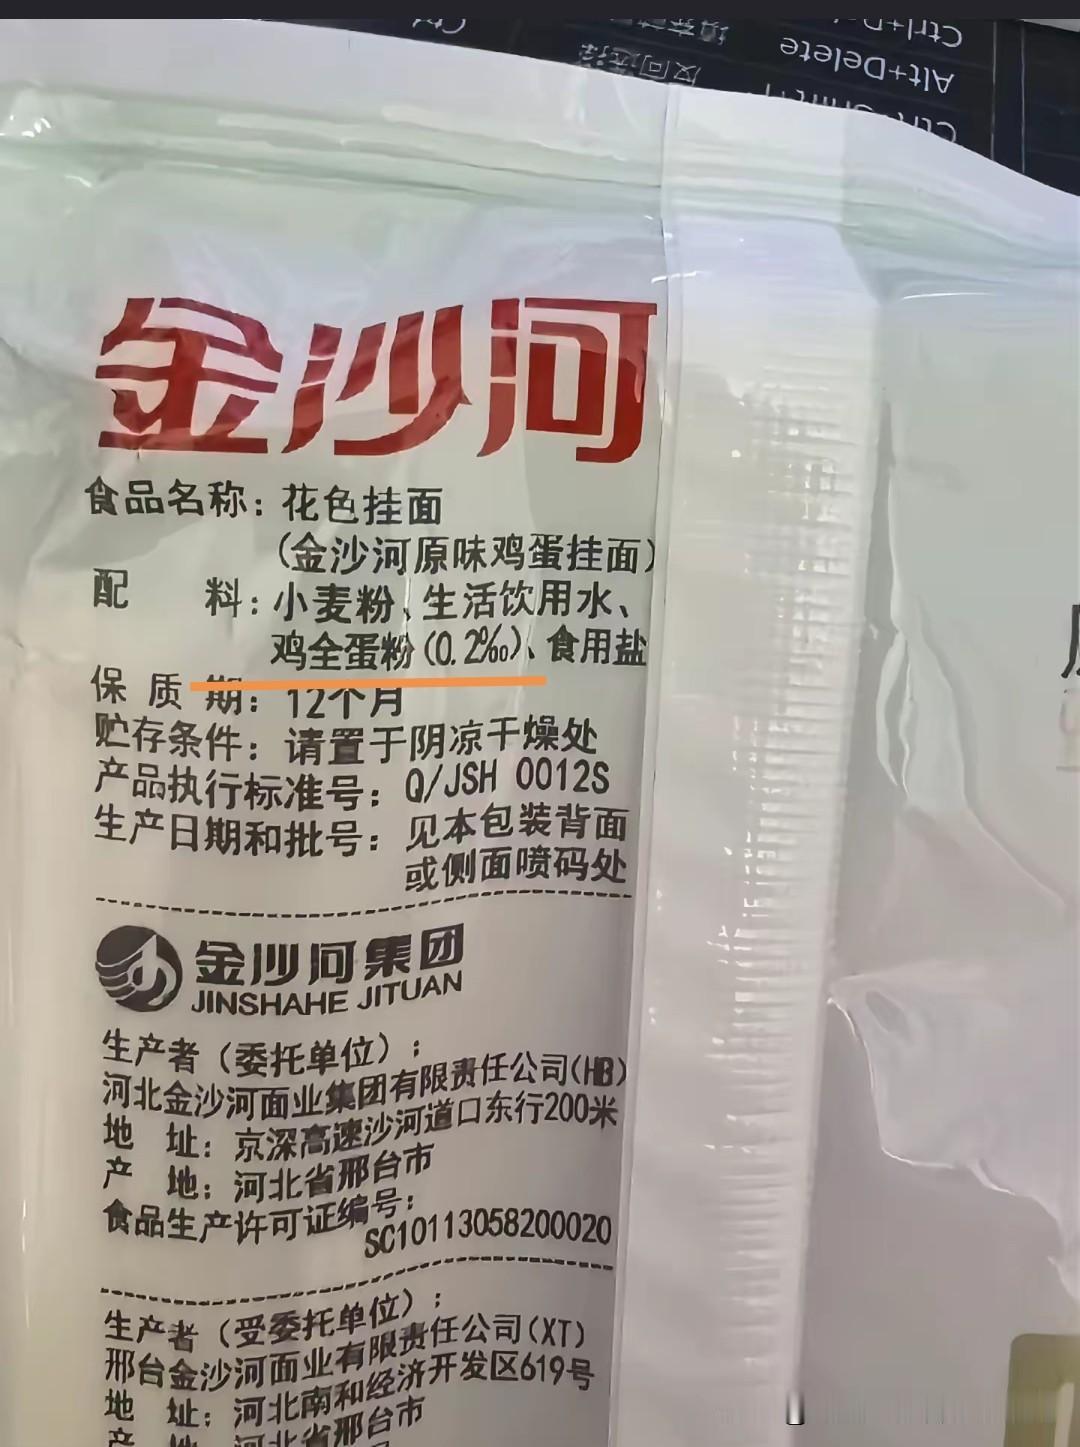 Alt+Delete
金沙河
食品名称：花色挂面
（金沙河原味鸡蛋挂面）
配 料：小麦粉、生活饮用水、
鸡全蛋粉(0.2‰)、食用盐
保 质 期：12个月
贮存条件：请置于阴凉干燥处
产品执行标准号：Q/JSH 0012S
生产日期和批号：见本包装背面
或侧面喷码处
金沙河集团
JINSHAHE JITUAN
生产者（委托单位）：
河北金沙河面业集团有限责任公司(HB)
地 址：京深高速沙河道口东行200米
产 地：河北省邢台市
食品生产许可证编号：
SC10113058200020
生产者（受委托单位）：
邢台金沙河面业有限责任公司(XT)
地 址：河北南和经济开发区619号
产 地：河北省邢台市